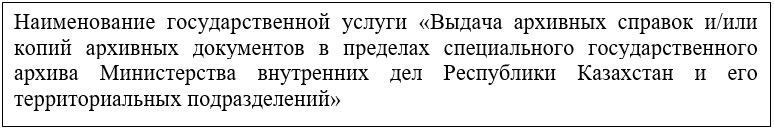 Наименование государственной услуги «Выдача архивных справок и/или
копий архивных документов в пределах специального государственного
архива Министерства внутренних дел Республики Казахстан и его
территориальных подразделений»